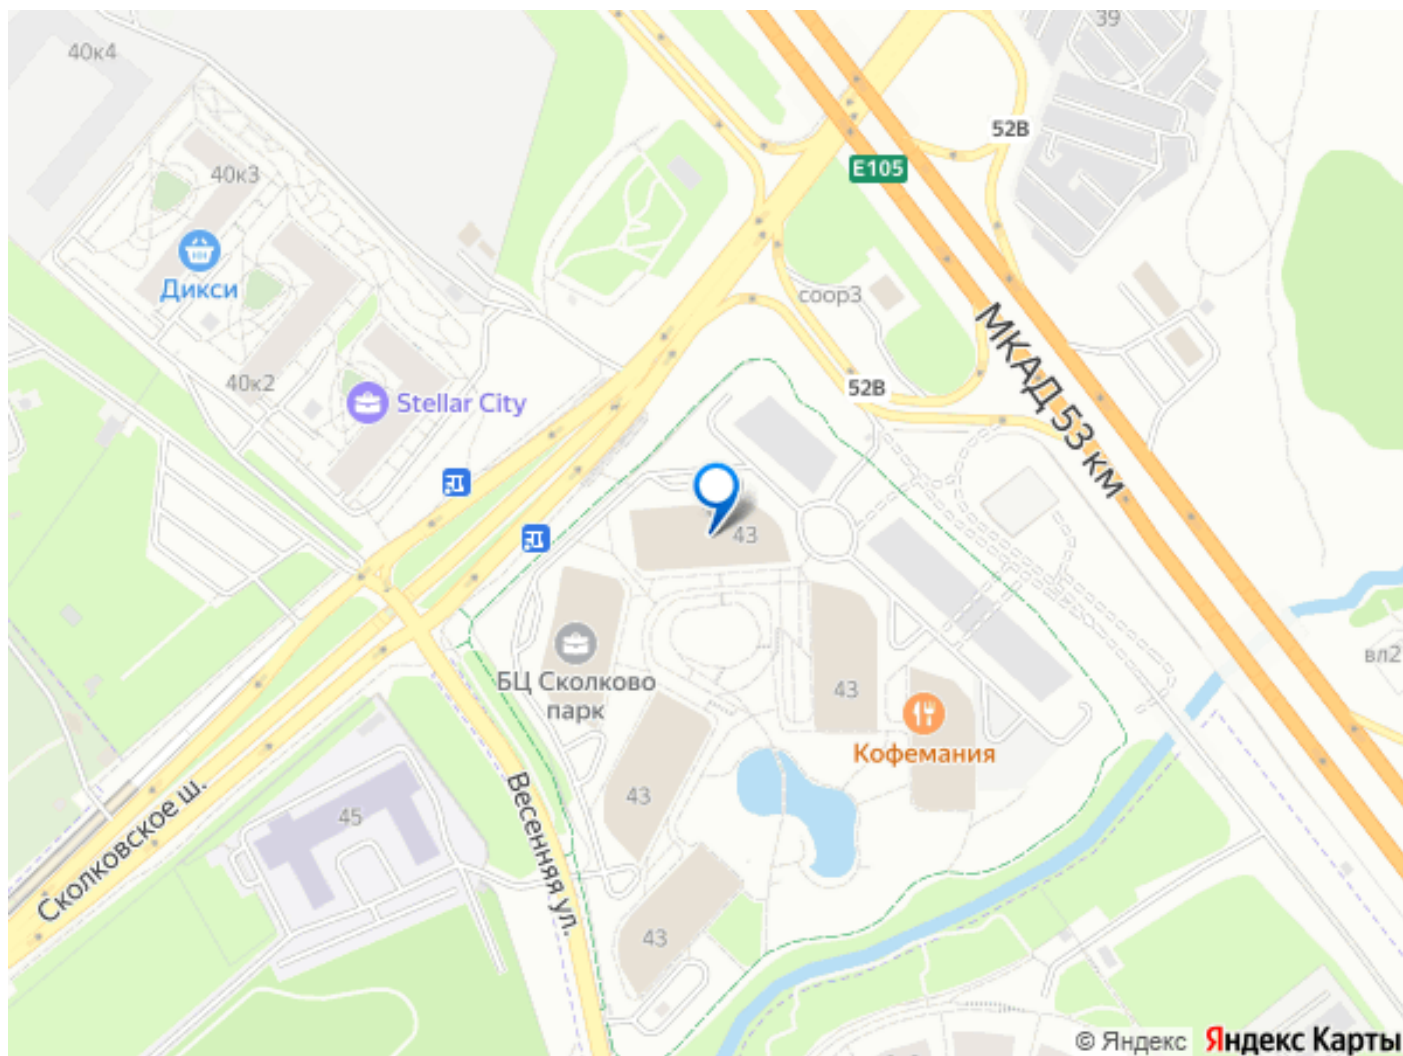 39
40к4
52В
E105
40к3
Дикси
соор3
МКАД 53 км
40к2
52В
Stellar City
43
вл2
БЦ Сколково
парк
43
Кофемания
43
Весенняя ул.
45
Сколковское ш.
43
© Яндекс
Яндекс Карты